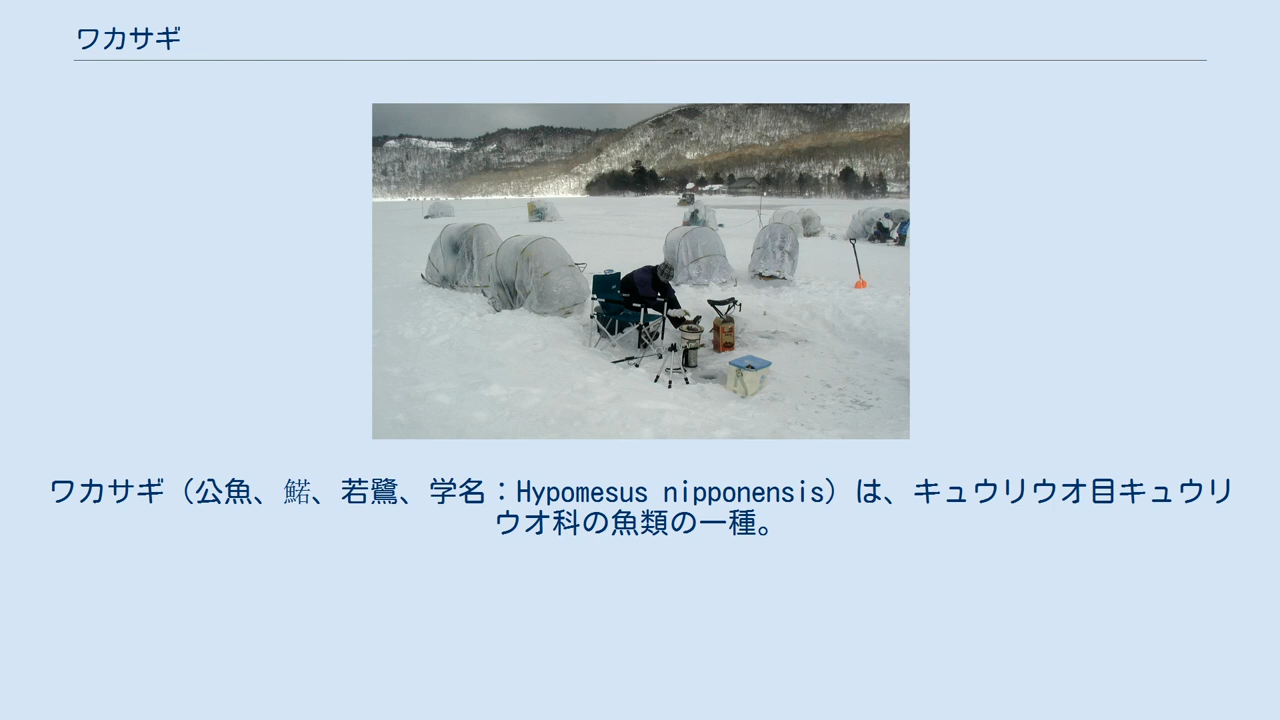 ワカサギ
ワカサギ（公魚、鰙、若鷺、学名：Hypomesus nipponensis）は、キュウリウオ目キュウリ
ウオ科の魚類の一種。